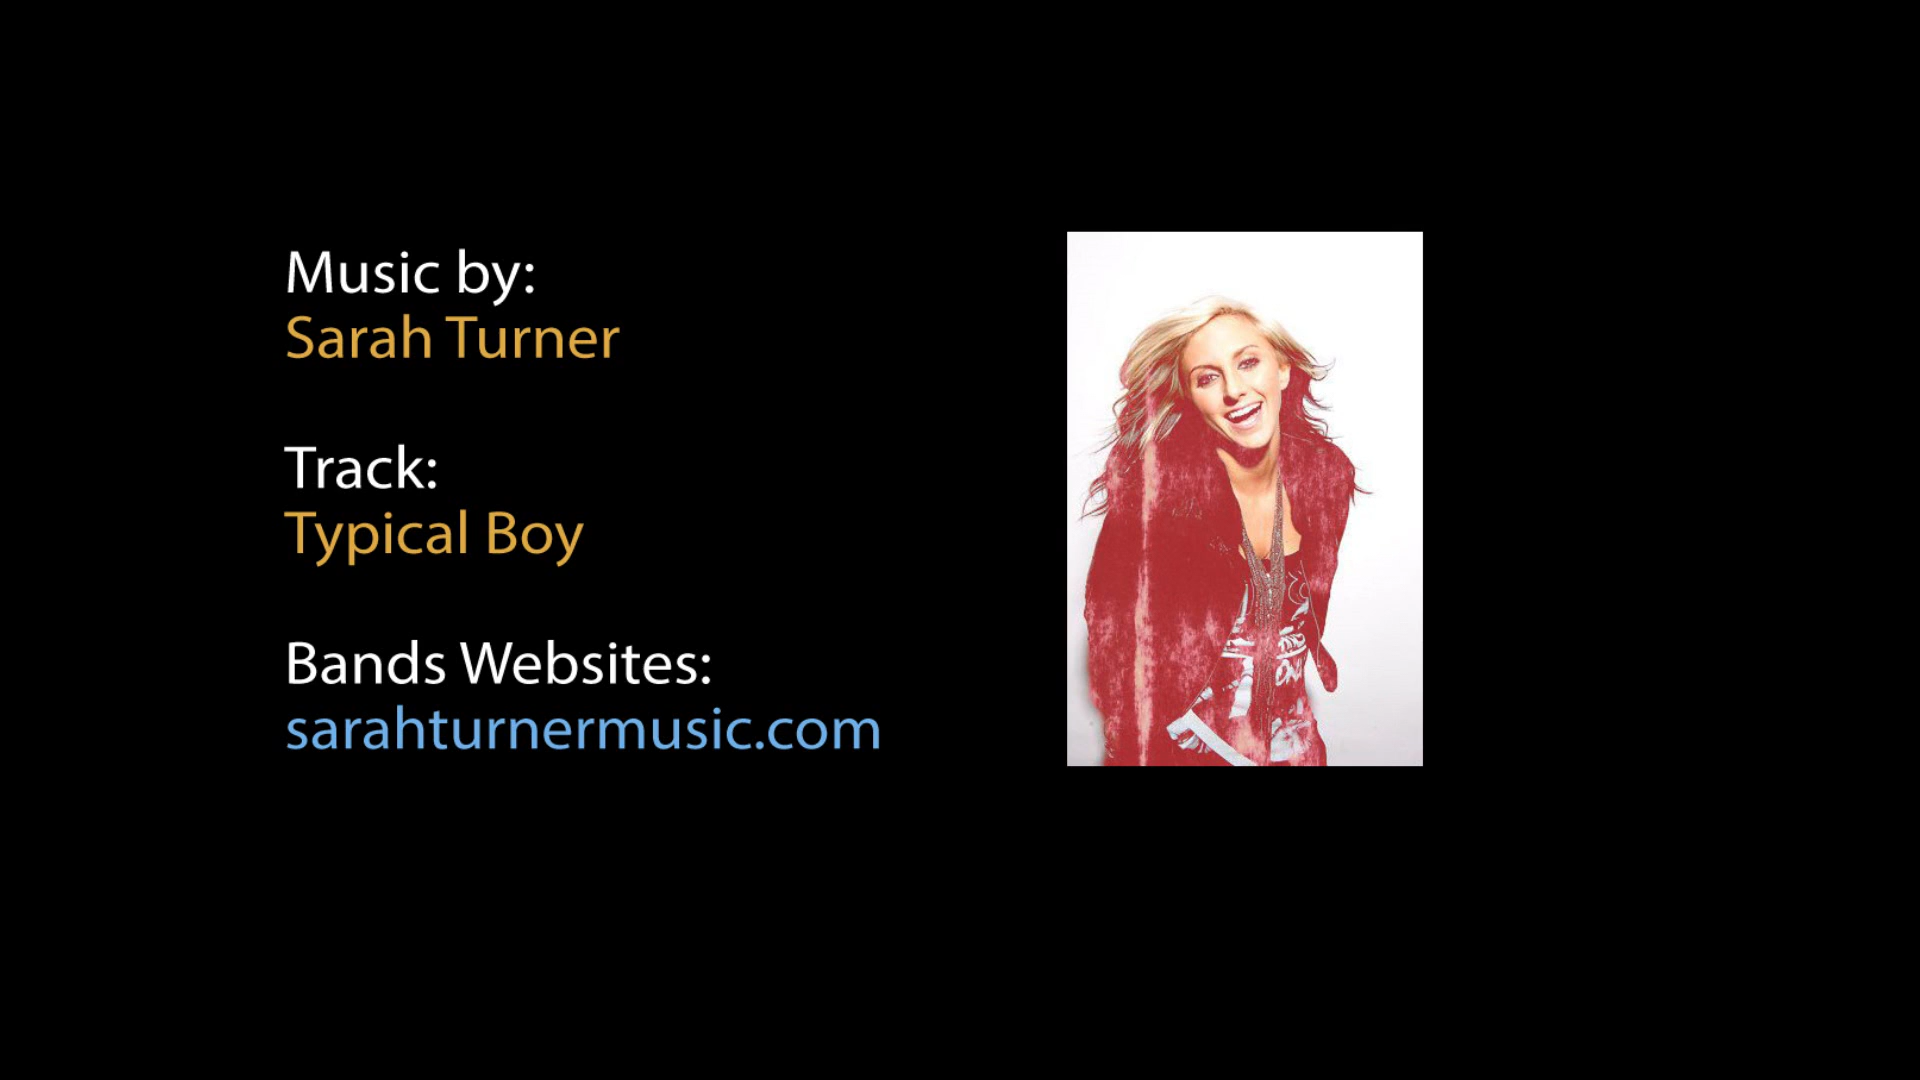 Music by:
Sarah Turner
Track:
Typical Boy
Bands Websites:
sarahturnermusic.com